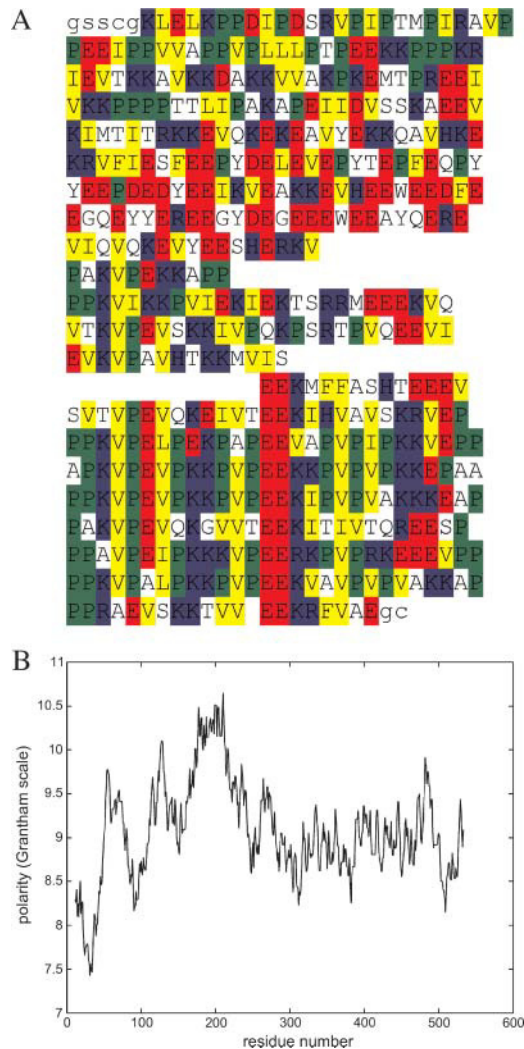 A
gsscgKLELKPPDIPDSRVPIPTMPIRAVP
PEEIPPVVAPPVPLLLPTPEEKKPPPKR
IEVTKKAVKKDAKKVVAKPKEMTPREEI
VKKPPPPTTLIPAKAPEIIDVSSKAEEV
KIMTITRKKEVQKEKEAVYEKKQAVHKE
KRVFIESFEEPYDELEVEPYTEPFEQPY
YEEPDEDYEEIKVEAKKEVHEEWEEDFE
EGQEYYEREEGYDEGEEEWEEAYQERE
VIQVQKEVYEESHERKV
PAKVPEKKAPP
PPKVIKKPVIEKIEKTSRRMEEEKVQ
VTKVPEVSKKIVPQKPSRTPVQEEVI
EVKVPAVHTKKMVIS
EEKMFFASHTEEEV
SVTVPEVQKEIVTEEKIHVAVSKRVEP
PPKVPELPEKPAPEEVAPVPIPKKVEPP
APKVPEVPKKPVPEEKKPVPVPKKEPAA
PPKVPEVPKKPVPEEKIPVPVAKKKEAP
PAKVPEVQKGVVTEEKITIVTQREESP
PPAVPEIPKKKVPEERKPVPRKEEEVPP
PPKVPALPKKPVPEEKVAVPVPVAKKAP
PPRAEVSKKTVV EEKRFVAEgc
B
11
10.5
10
9.5
9
8.5
8
7.5
7
polarity (Grantham scale)
0 100 200 300 400 500 600
residue number